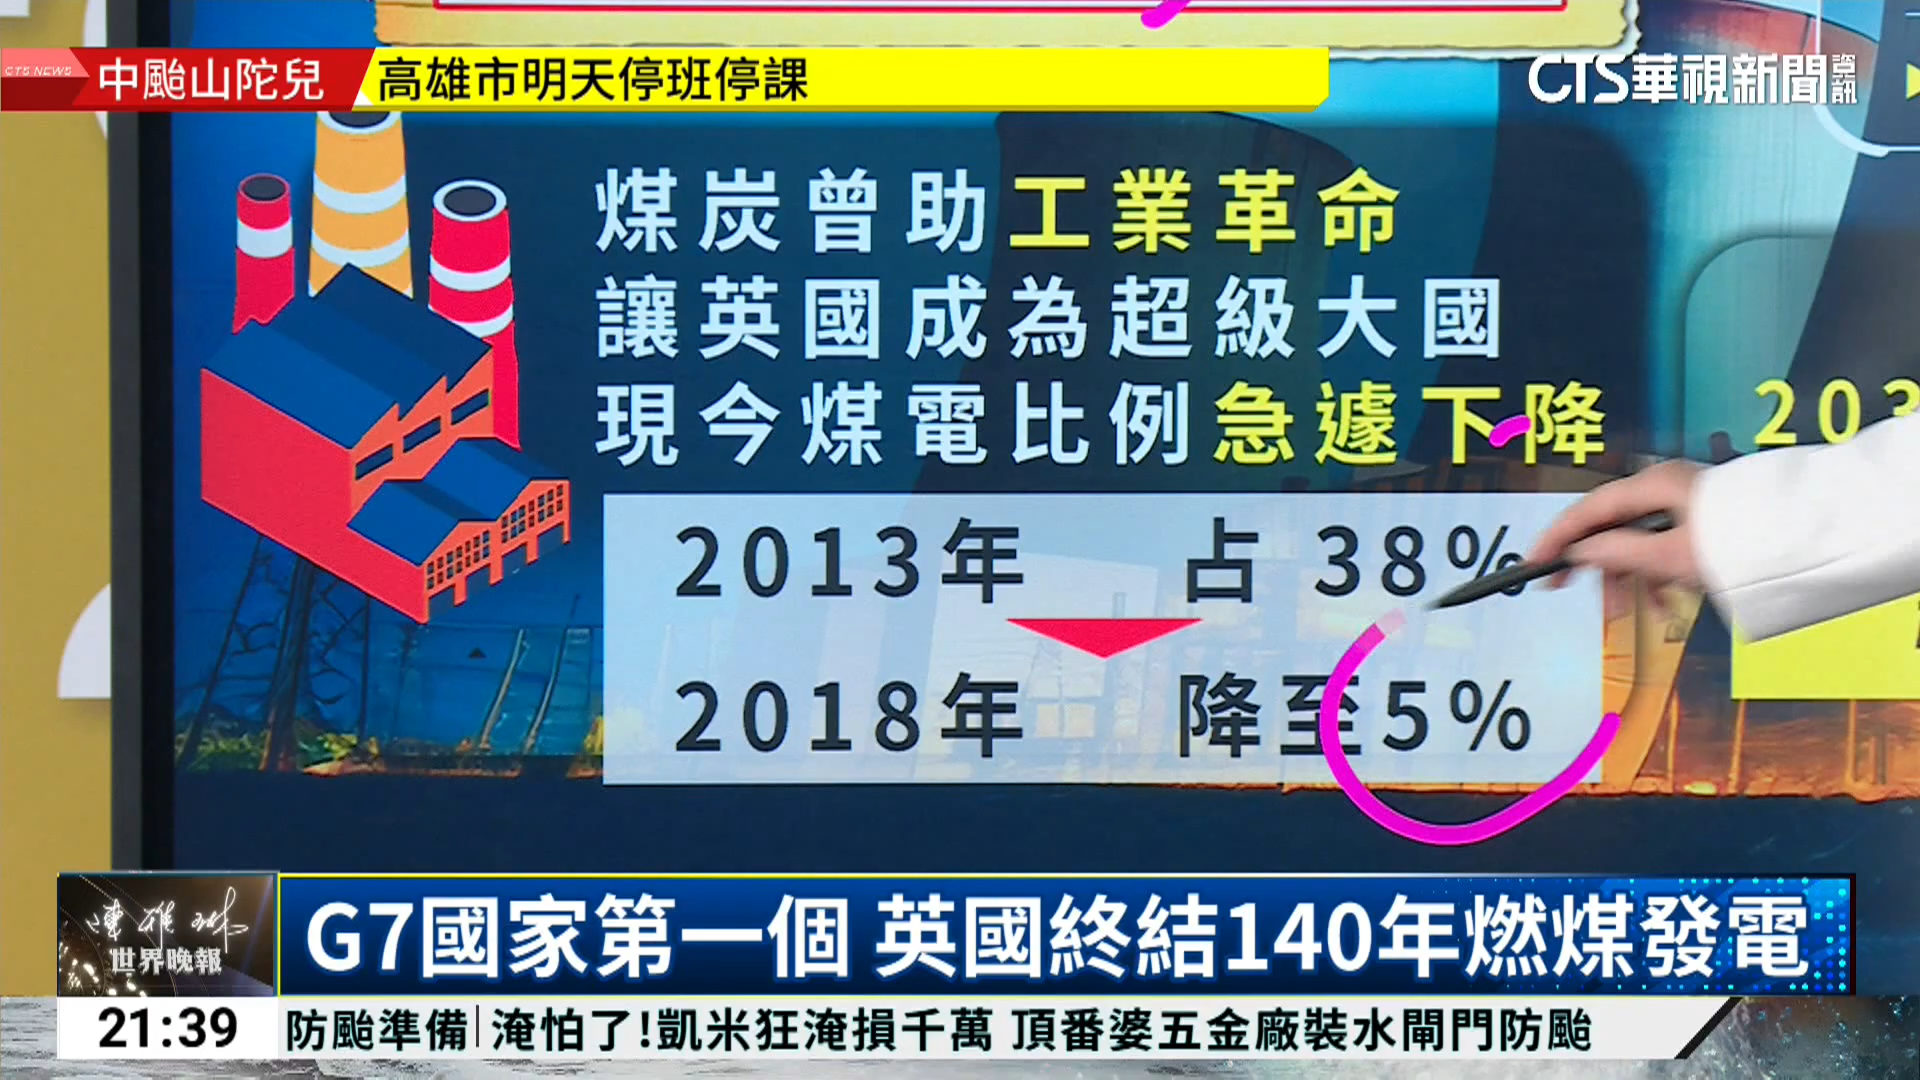 CTS NEWS
中颱山陀兒
高雄市明天停班停課
CTS華視新聞資訊
煤炭曾助工業革命
讓英國成為超級大國
現今煤電比例急遽下降
203
2013年 占 38%
2018年 降至5%
陳雅琳
世界晚報
G7國家第一個 英國終結140年燃煤發電
21:39
防颱準備 淹怕了!凱米狂淹損千萬 頂番婆五金廠裝水閘門防颱